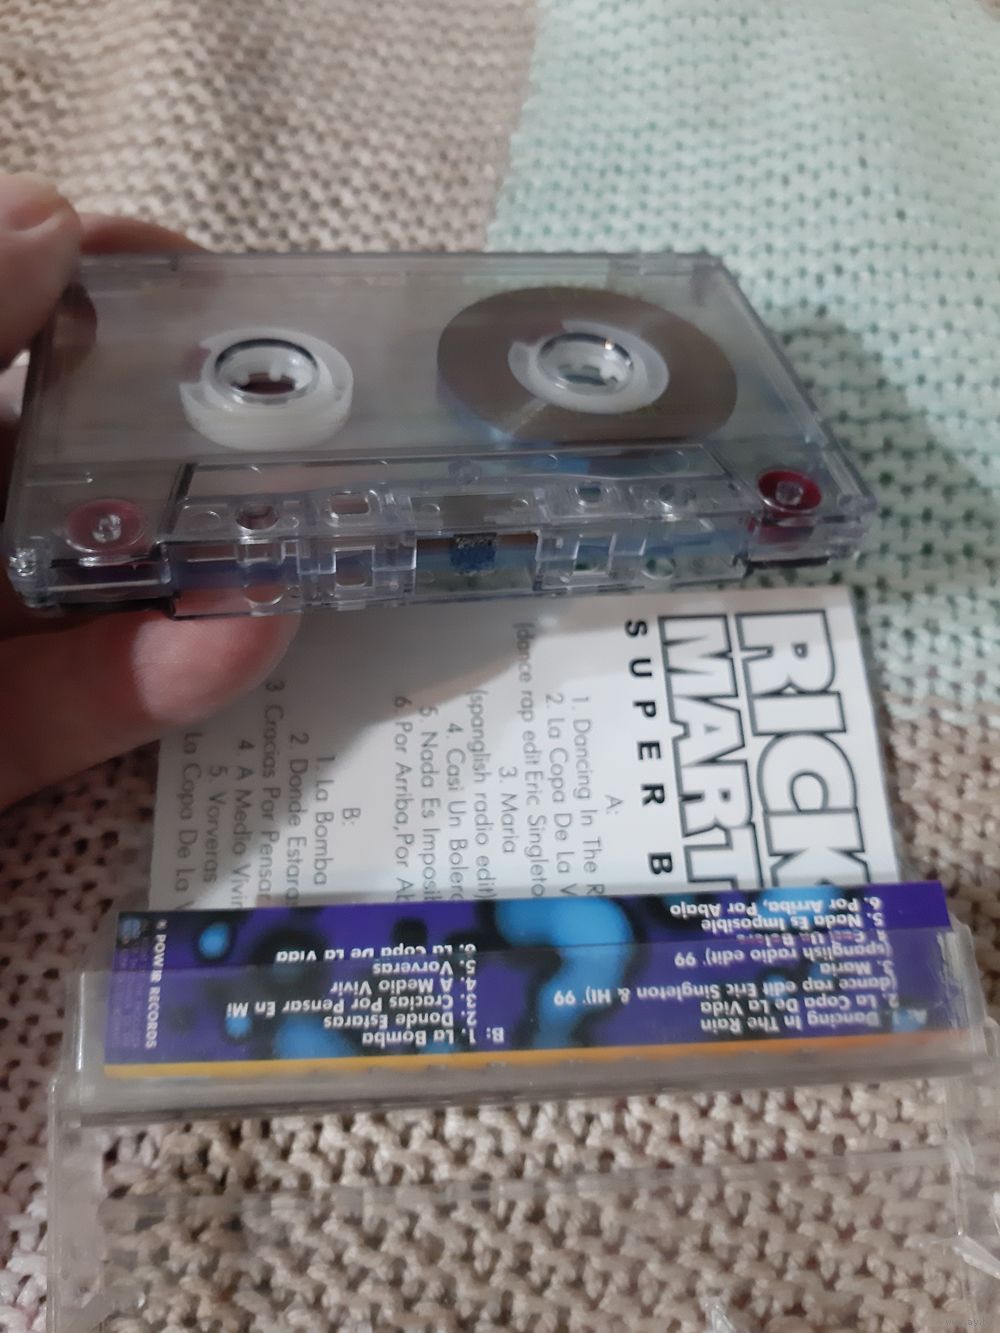 RICK
MART
SUPER B
A:
1. Dancing In The R
2. La Copa De La V
(dance rap edit Eric Singleto
3. Maria
(spanglish radio edit)
4. Casi Un Bolero
5. Nada Es Imposi
6 Por Arriba,Por Ab
B:
1. La Bomba
2. Donde Estaras
3 Gracias Por Pensar
4 A Medio Vivir
5 Vorveras
La Copa De La V
A:
1. Dancing In The Rain
2. La Copa De La Vida
(dance rap edit Eric Singleton & HI)' 99
3. Maria
(spanglish radio edit)' 99
5. Nada Es Imposible
6. Por Arriba, Por Abajo
B:
1. La Bomba
2. Donde Estaras
3. Gracias Por Pensar En Mi
4. A Medio Vivir
5. Vorveras
6. La Copa De La Vida
POWER RECORDS